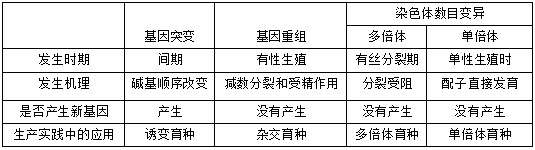 染色体数目变异
基因突变 基因重组 多倍体 单倍体
发生时期 间期 有性生殖 有丝分裂期 单性生殖时
发生机理 碱基顺序改变 减数分裂和受精作用 分裂受阻 配子直接发育
是否产生新基因 产生 没有产生 没有产生 没有产生
生产实践中的应用 诱变育种 杂交育种 多倍体育种 单倍体育种